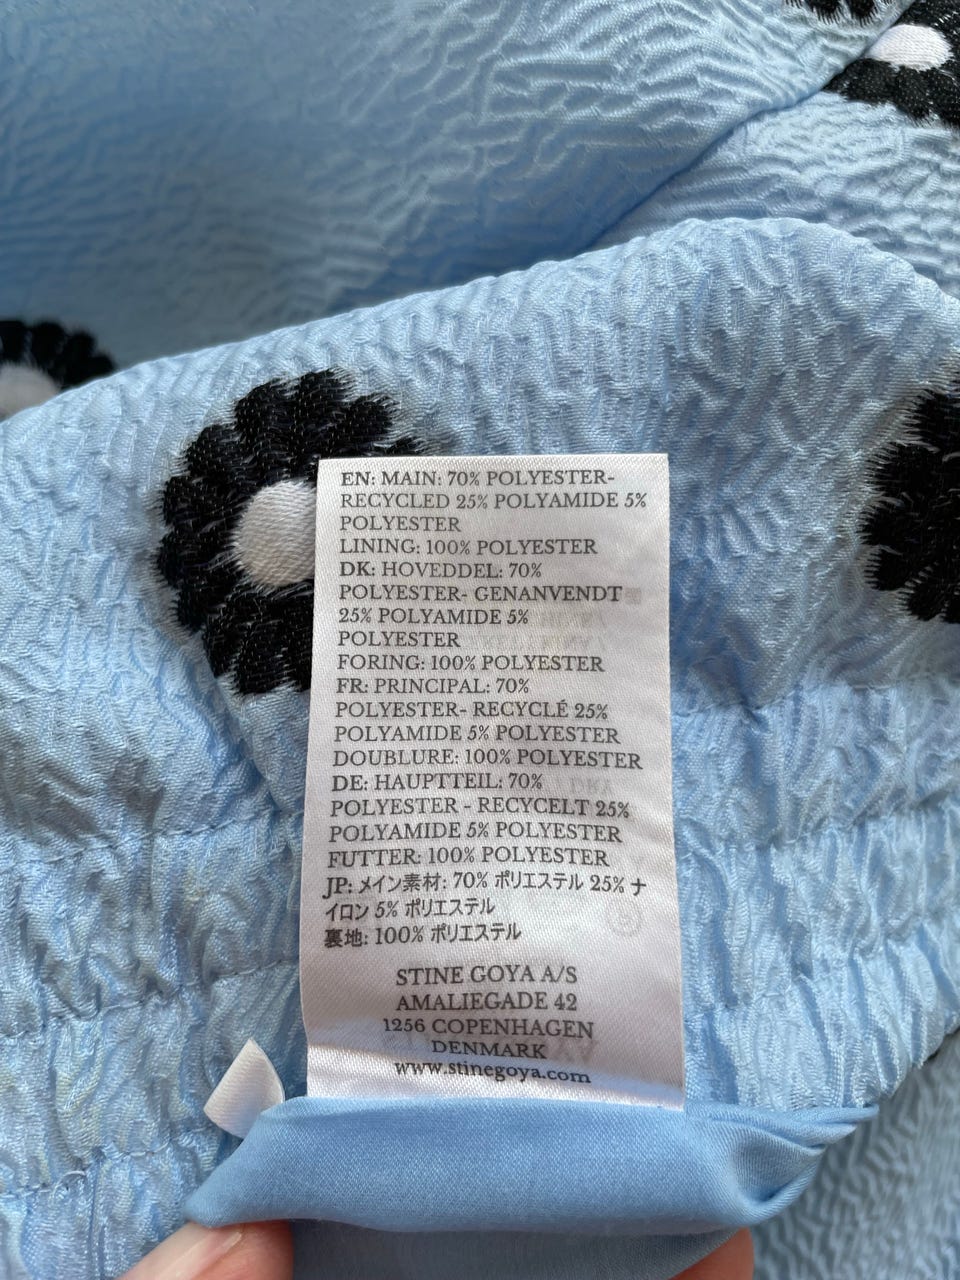 EN: MAIN: 70% POLYESTER-
RECYCLED 25% POLYAMIDE 5%
POLYESTER
LINING: 100% POLYESTER
DK: HOVEDDEL: 70%
POLYESTER- GENANVENDT
25% POLYAMIDE 5%
POLYESTER
FORING: 100% POLYESTER
FR: PRINCIPAL: 70%
POLYESTER- RECYCLÉ 25%
POLYAMIDE 5% POLYESTER
DOUBLURE: 100% POLYESTER
DE: HAUPTTEIL: 70%
POLYESTER - RECYCELT 25%
POLYAMIDE 5% POLYESTER
FUTTER: 100% POLYESTER
JP: メイン素材: 70% ポリエステル 25% ナ
イロン 5% ポリエステル
裏地: 100% ポリエステル
STINE GOYA A/S
AMALIEGADE 42
1256 COPENHAGEN
DENMARK
www.stinegoya.com